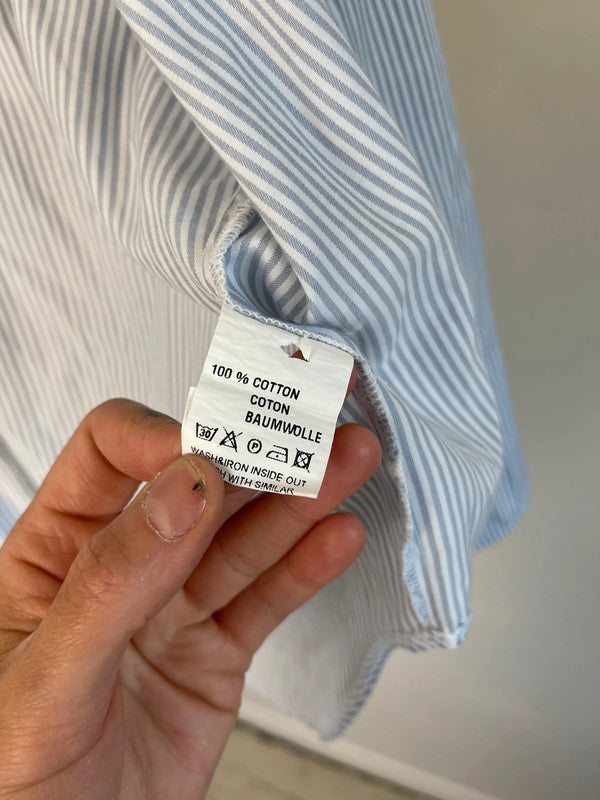 100 % COTTON
COTON
BAUMWOLLE
30 P
WASH&IRON INSIDE OUT
WITH SIMILAR